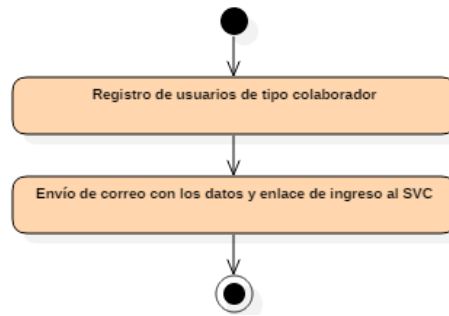 Registro de usuarios de tipo colaborador
Envío de correo con los datos y enlace de ingreso al SVC